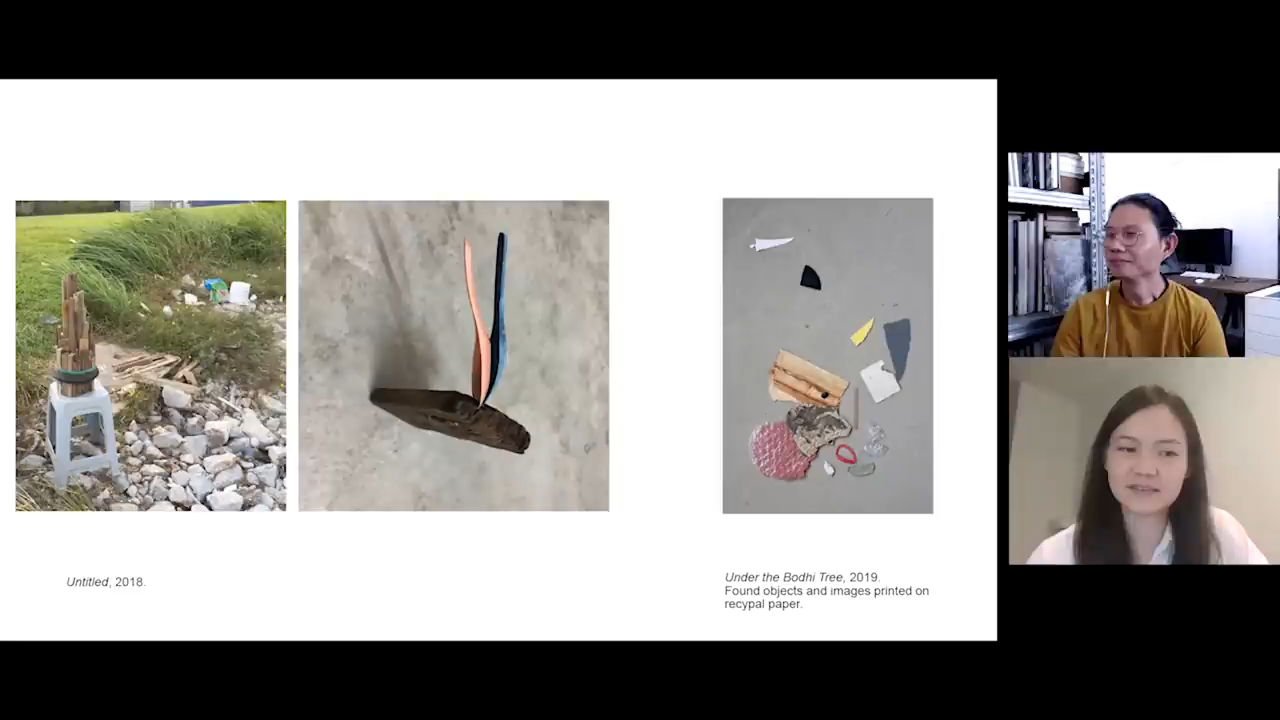 Untitled, 2018.
Under the Bodhi Tree, 2019.
Found objects and images printed on
recypal paper.